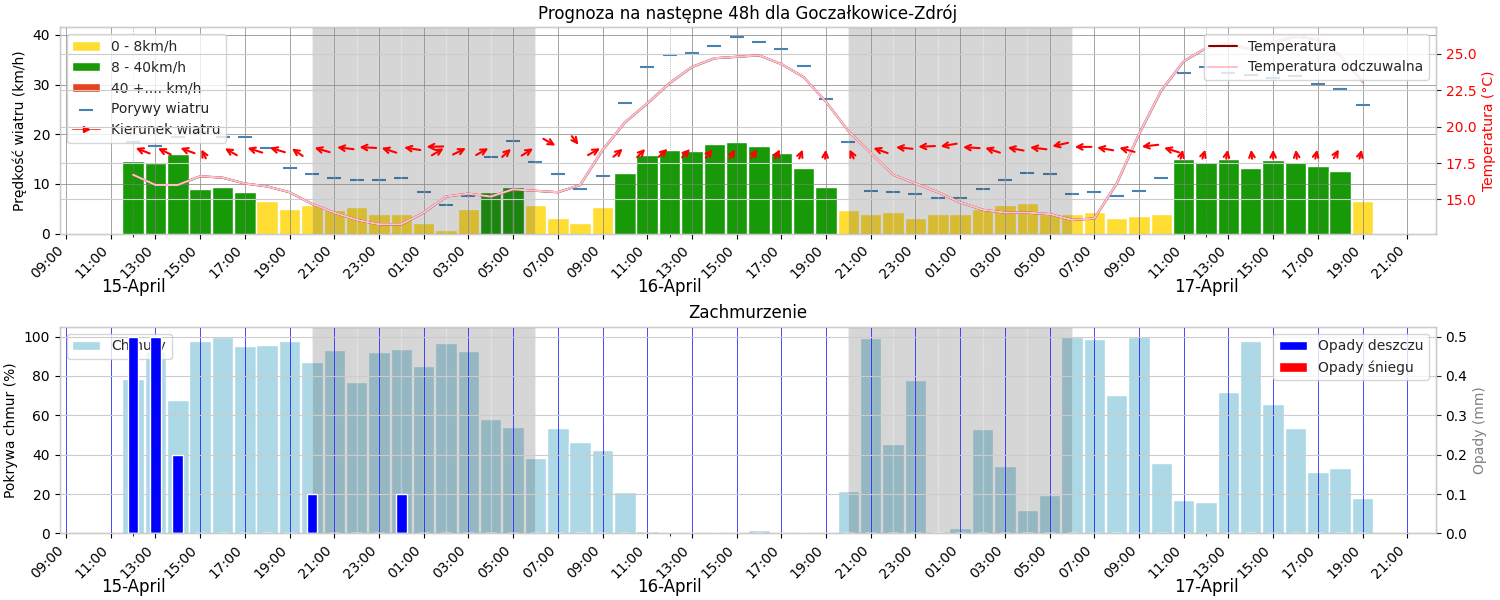 Prognoza na następne 48h dla Goczałkowice-Zdrój
Prędkość wiatru (km/h)
40
30
20
10
0
0 - 8km/h
8 - 40km/h
40 +.... km/h
Porywy wiatru
Kierunek wiatru
Temperatura
Temperatura odczuwalna
25.0
22.5
20.0
17.5
15.0
Temperatura (°C)
09:00 11:00 13:00 15:00 17:00 19:00 21:00 23:00 01:00 03:00 05:00 07:00 09:00 11:00 13:00 15:00 17:00 19:00 21:00 23:00 01:00 03:00 05:00 07:00 09:00 11:00 13:00 15:00 17:00 19:00 21:00
15-April 16-April 17-April
Zachmurzenie
Pokrywa chmur (%)
100
80
60
40
20
0
Chmury
Opady deszczu
Opady śniegu
0.5
0.4
0.3
0.2
0.1
0.0
Opady (mm)
09:00 11:00 13:00 15:00 17:00 19:00 21:00 23:00 01:00 03:00 05:00 07:00 09:00 11:00 13:00 15:00 17:00 19:00 21:00 23:00 01:00 03:00 05:00 07:00 09:00 11:00 13:00 15:00 17:00 19:00 21:00
15-April 16-April 17-April